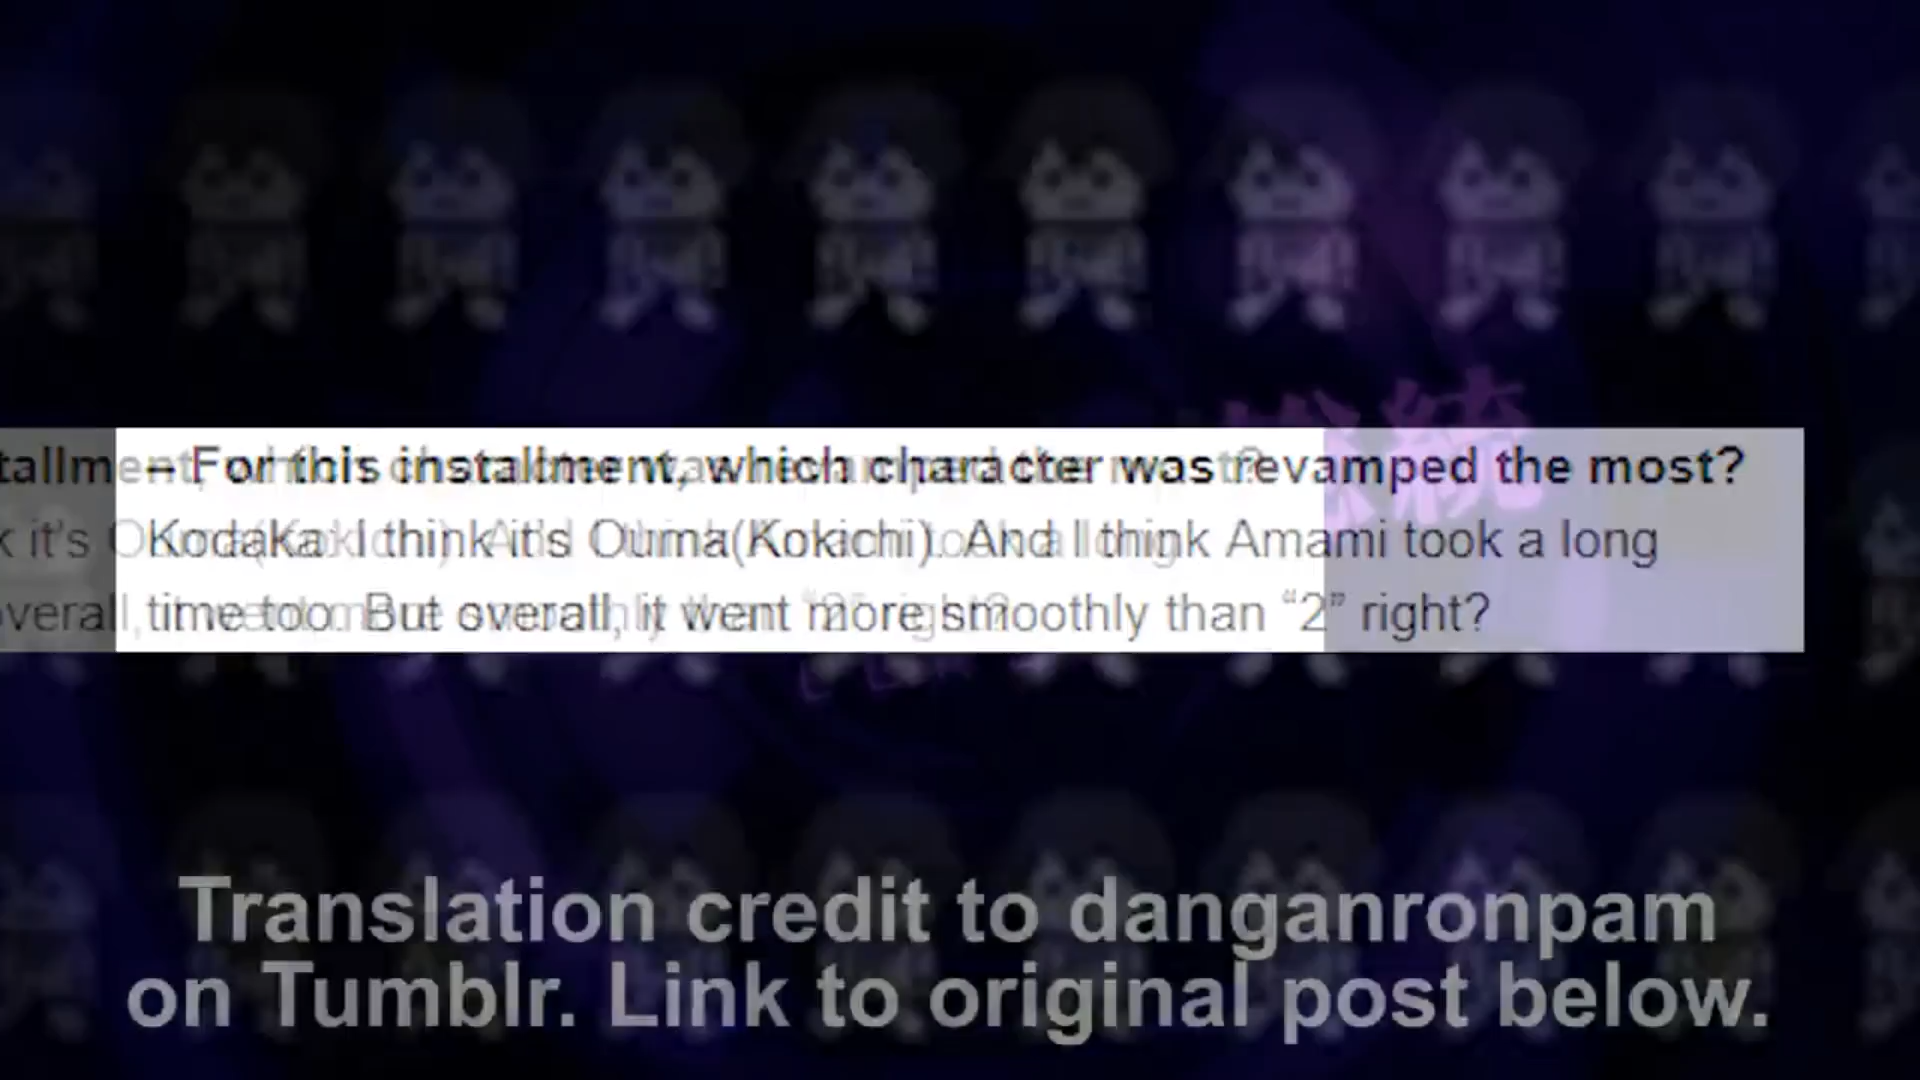 – For this installment, which character was revamped the most?
Kodaka: I think it's Ouma(Kokichi). And I think Amami took a long
time too. But overall, it went more smoothly than “2” right?
Translation credit to danganronpam
on Tumblr. Link to original post below.